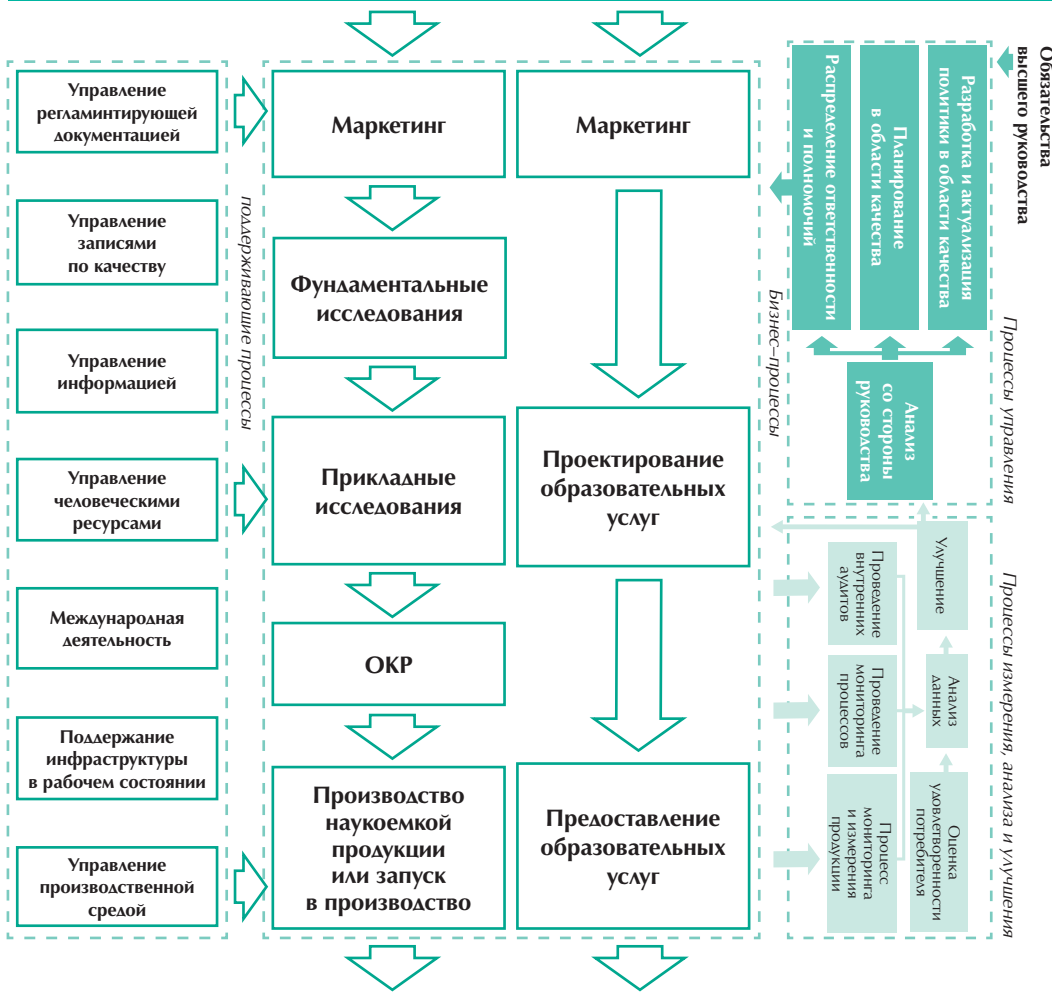 Управление
регламинтирующей
документацией
Управление
записями
по качеству
Управление
информацией
Управление
человеческими
ресурсами
Международная
деятельность
Поддержание
инфраструктуры
в рабочем состоянии
Управление
производственной
средой
поддерживающие процессы
Маркетинг
Фундаментальные
исследования
Прикладные
исследования
ОКР
Производство
наукоемкой
продукции
или запуск
в производство
Маркетинг
Проектирование
образовательных
услуг
Предоставление
образовательных
услуг
Бизнес–процессы
Обязательства
высшего руководства
Разработка и актуализация
политики в области качества
Планирование
в области качества
Распределение ответственности
и полномочий
Анализ
со стороны
руководства
Процессы управления
Улучшение
Проведение
внутренних
аудитов
Анализ
данных
Проведение
мониторинга
процессов
Оценка
удовлетворенности
потребителя
Процесс
мониторинга
и измерения
продукции
Процессы измерения, анализа и улучшения